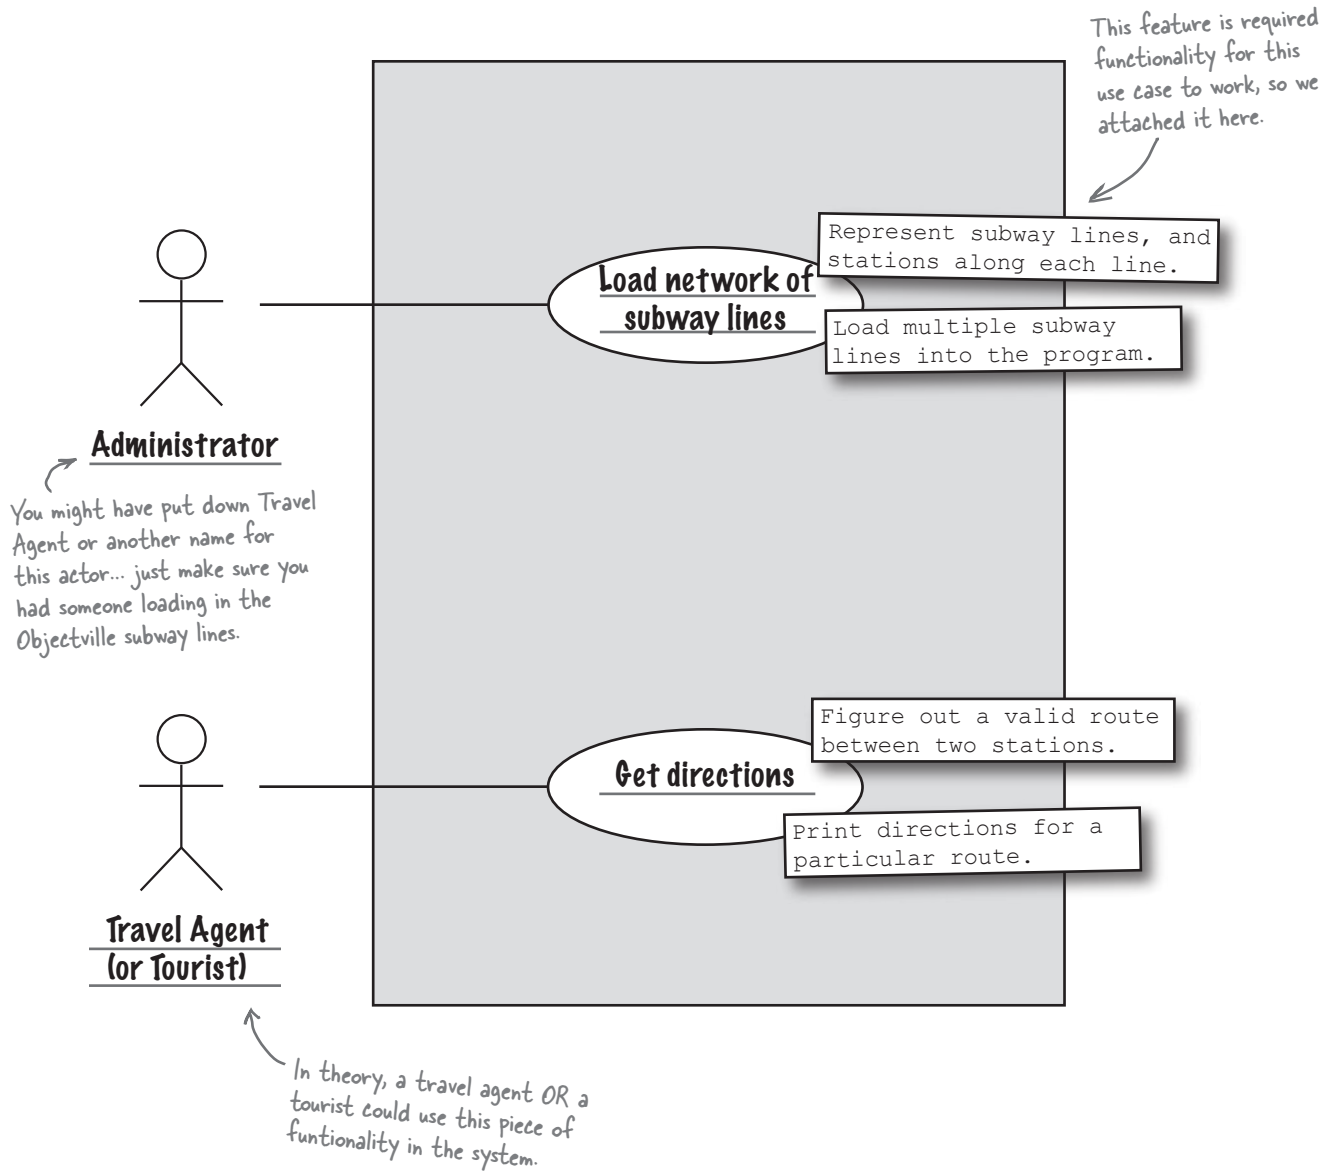 This feature is required
functionality for this
use case to work, so we
attached it here.
Represent subway lines, and
stations along each line.
Load network of
subway lines
Load multiple subway
lines into the program.
Administrator
You might have put down Travel
Agent or another name for
this actor... just make sure you
had someone loading in the
Objectville subway lines.
Figure out a valid route
between two stations.
Get directions
Print directions for a
particular route.
Travel Agent
(or Tourist)
In theory, a travel agent OR a
tourist could use this piece of
funtionality in the system.